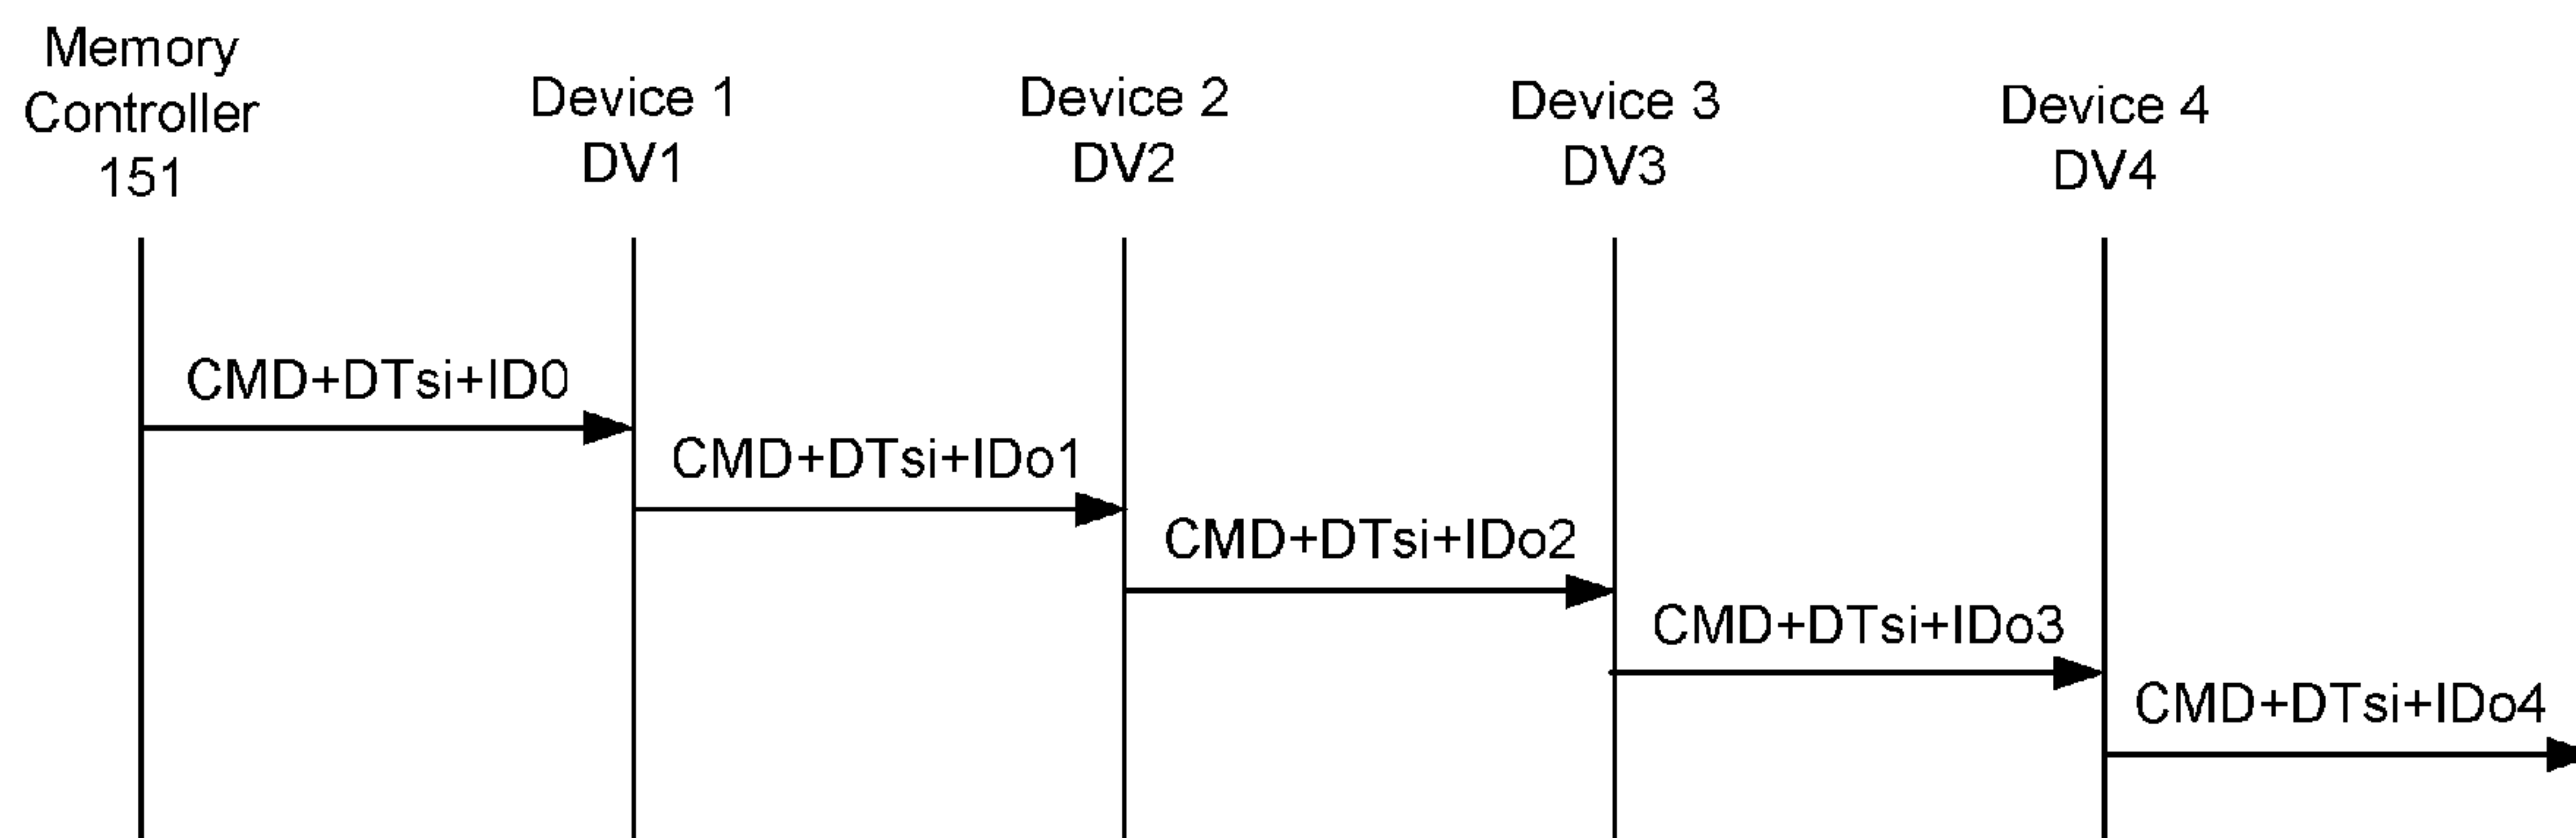 Memory
Controller
151
Device 1
DV1
Device 2
DV2
Device 3
DV3
Device 4
DV4
CMD+DTsi+ID0
CMD+DTsi+IDo1
CMD+DTsi+IDo2
CMD+DTsi+IDo3
CMD+DTsi+IDo4